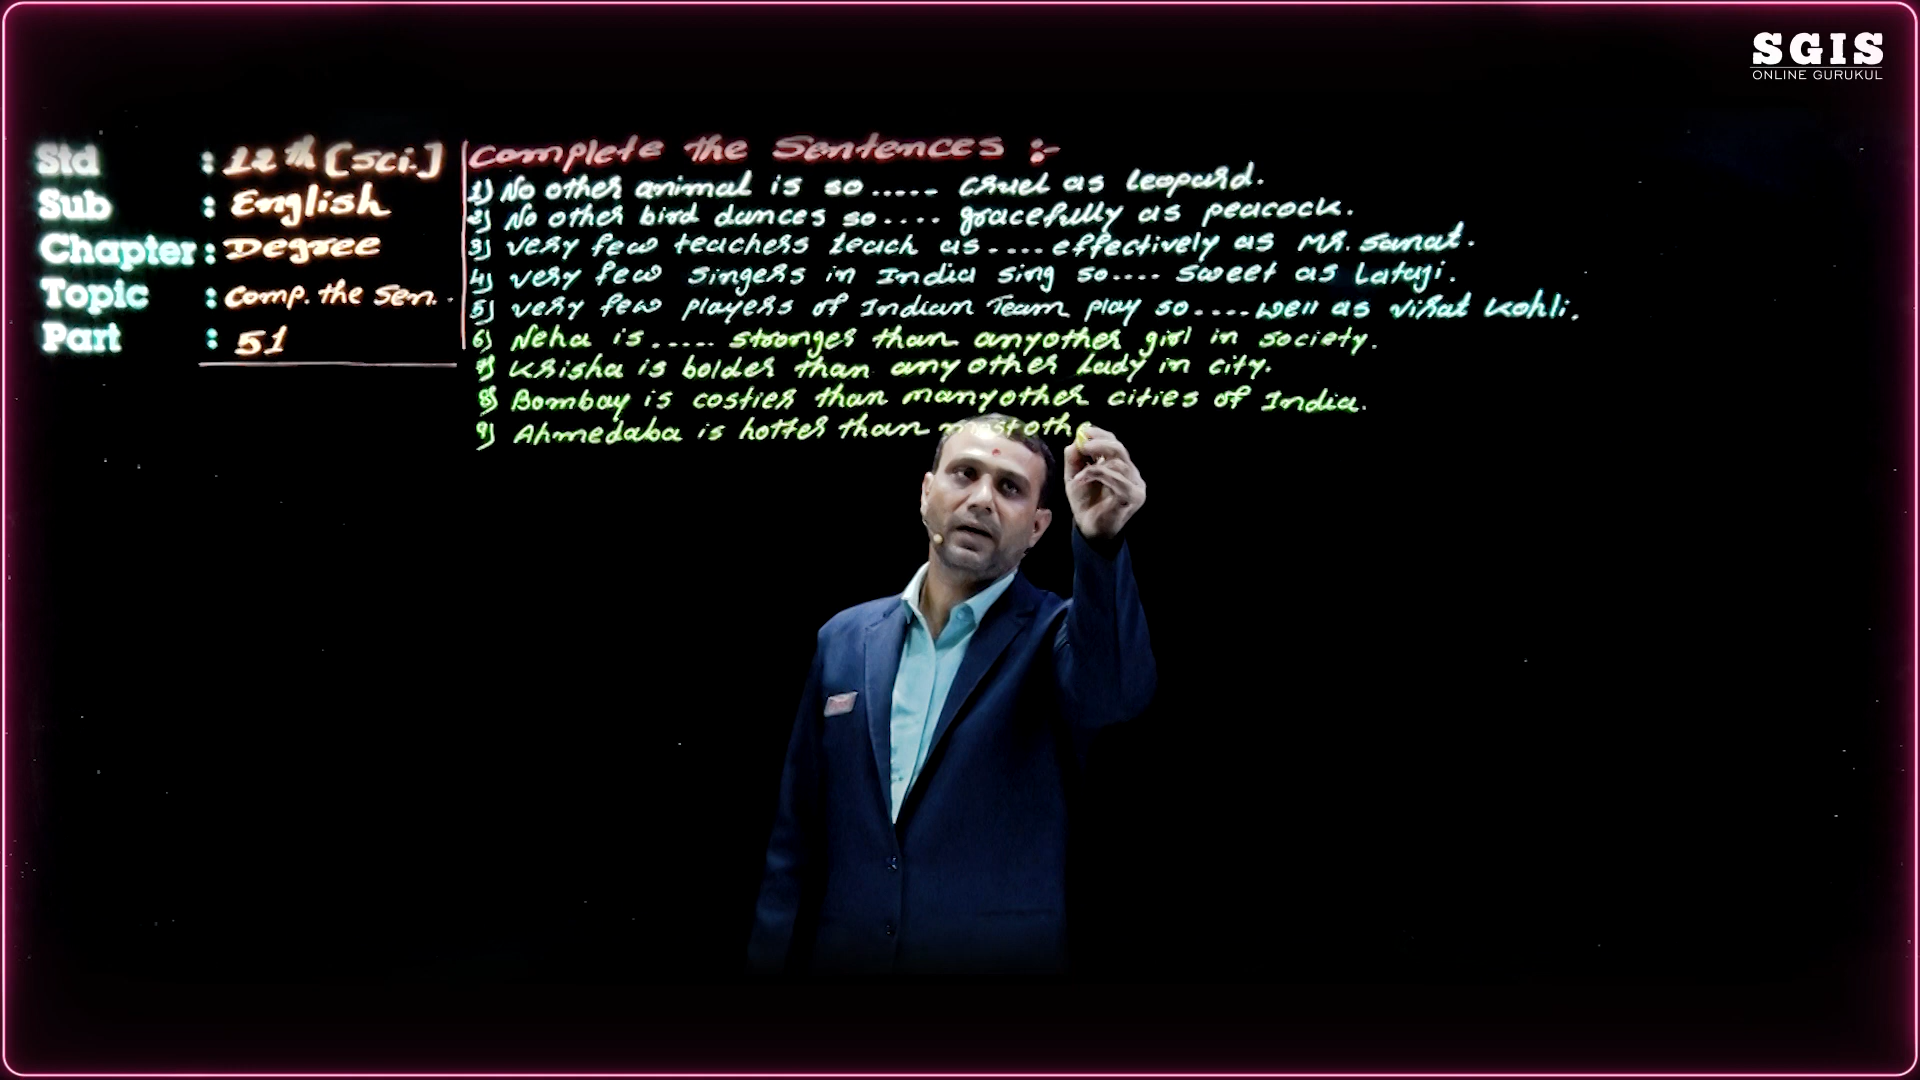 SGIS
ONLINE GURUKUL
Std : 12th [Sci.]
Sub : English
Chapter : Degree
Topic : Comp. the Sen.
Part : 51
Complete the Sentences :-
1) No other animal is so ..... cruel as leopard.
2) No other bird dances so .... gracefully as peacock.
3) very few teachers teach as .... effectively as MR. Sanat.
4) very few singers in India sing so .... sweet as Lataji.
5) very few players of Indian Team play so .... well as virat kohli.
6) Neha is ..... stronger than anyother girl in society.
7) Krisha is bolder than any other Lady in city.
8) Bombay is costier than manyother cities of India.
9) Ahmedaba is hotter than most othe